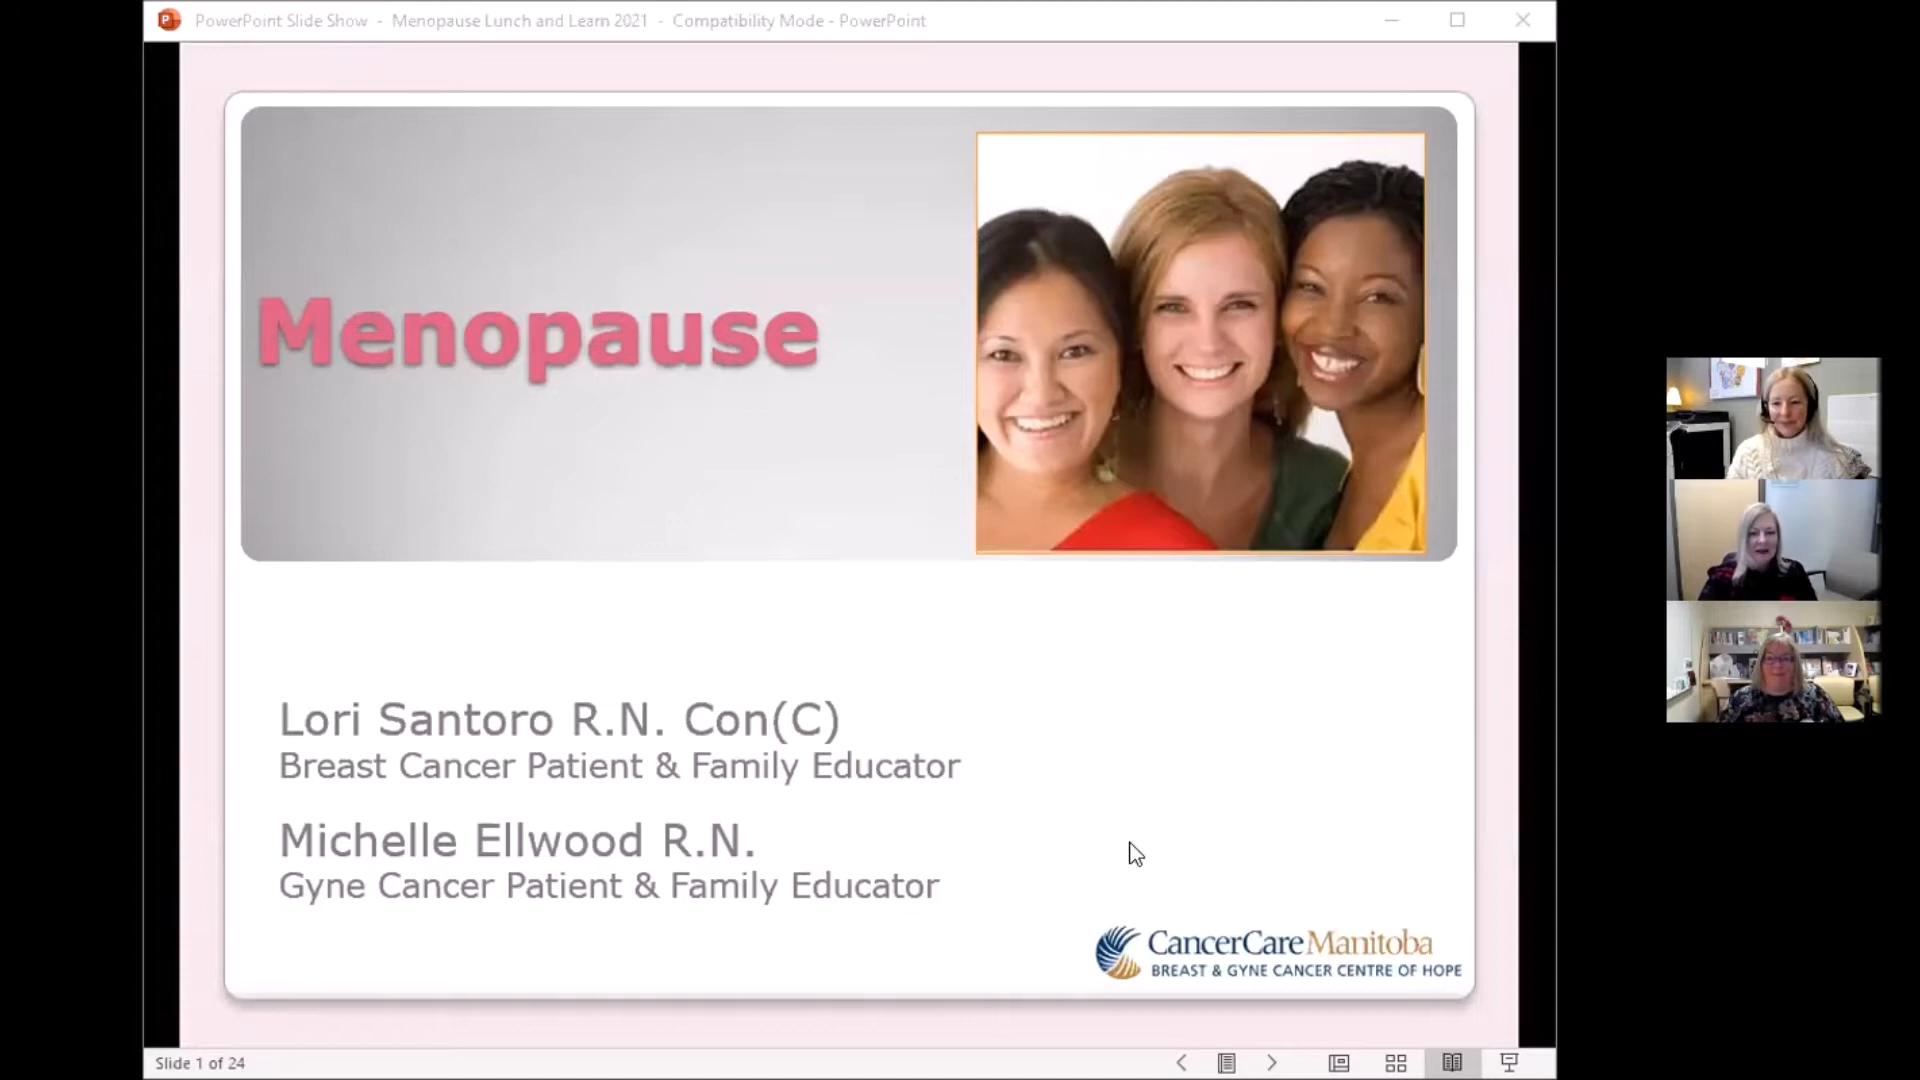 PowerPoint Slide Show - Menopause Lunch and Learn 2021 - Compatibility Mode - PowerPoint
Menopause
Lori Santoro R.N. Con(C)
Breast Cancer Patient & Family Educator
Michelle Ellwood R.N.
Gyne Cancer Patient & Family Educator
CancerCare Manitoba
BREAST & GYNE CANCER CENTRE OF HOPE
Slide 1 of 24